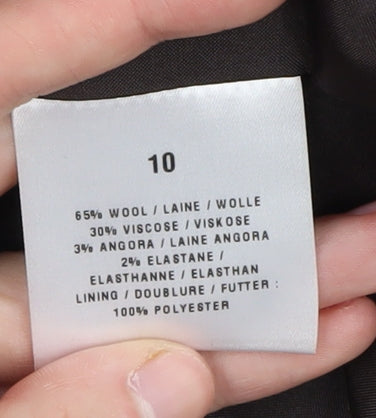 10
65% WOOL / LAINE / WOLLE
30% VISCOSE / VISKOSE
3% ANGORA / LAINE ANGORA
2% ELASTANE /
ELASTHANNE / ELASTHAN
LINING / DOUBLURE / FUTTER :
100% POLYESTER